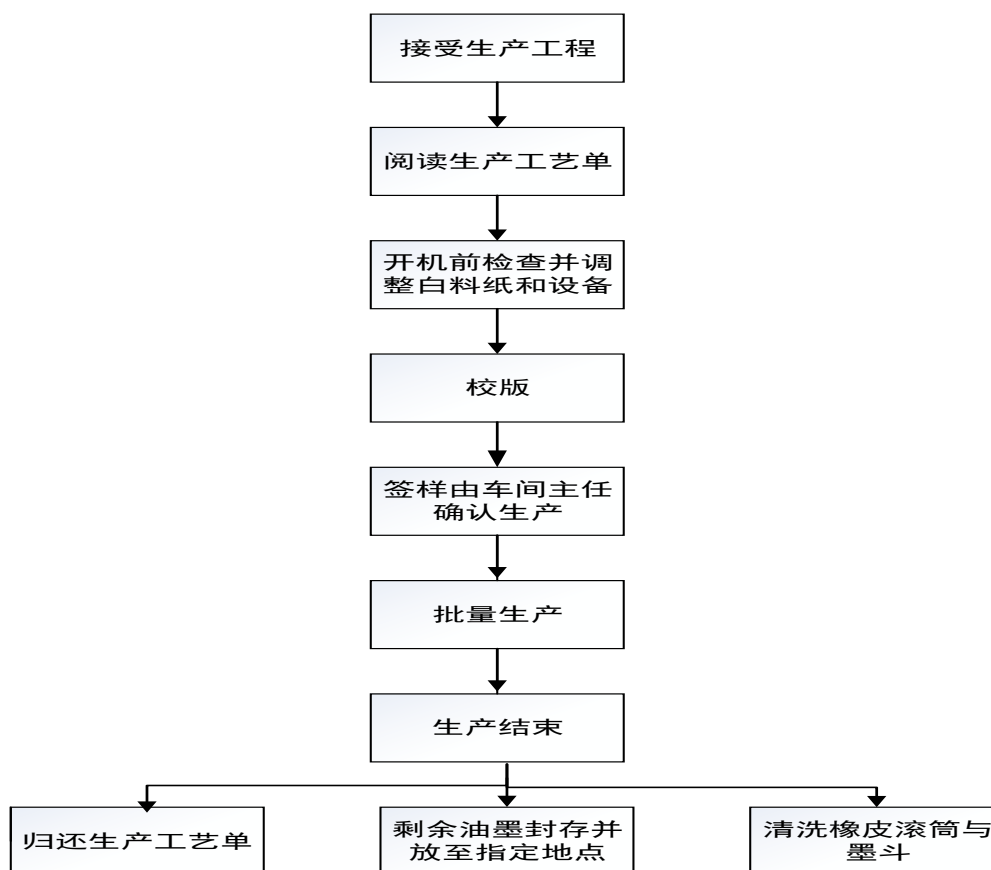 接受生产工程
阅读生产工艺单
开机前检查并调
整白料纸和设备
校版
签样由车间主任
确认生产
批量生产
生产结束
归还生产工艺单
剩余油墨封存并
放至指定地点
清洗橡皮滚筒与
墨斗